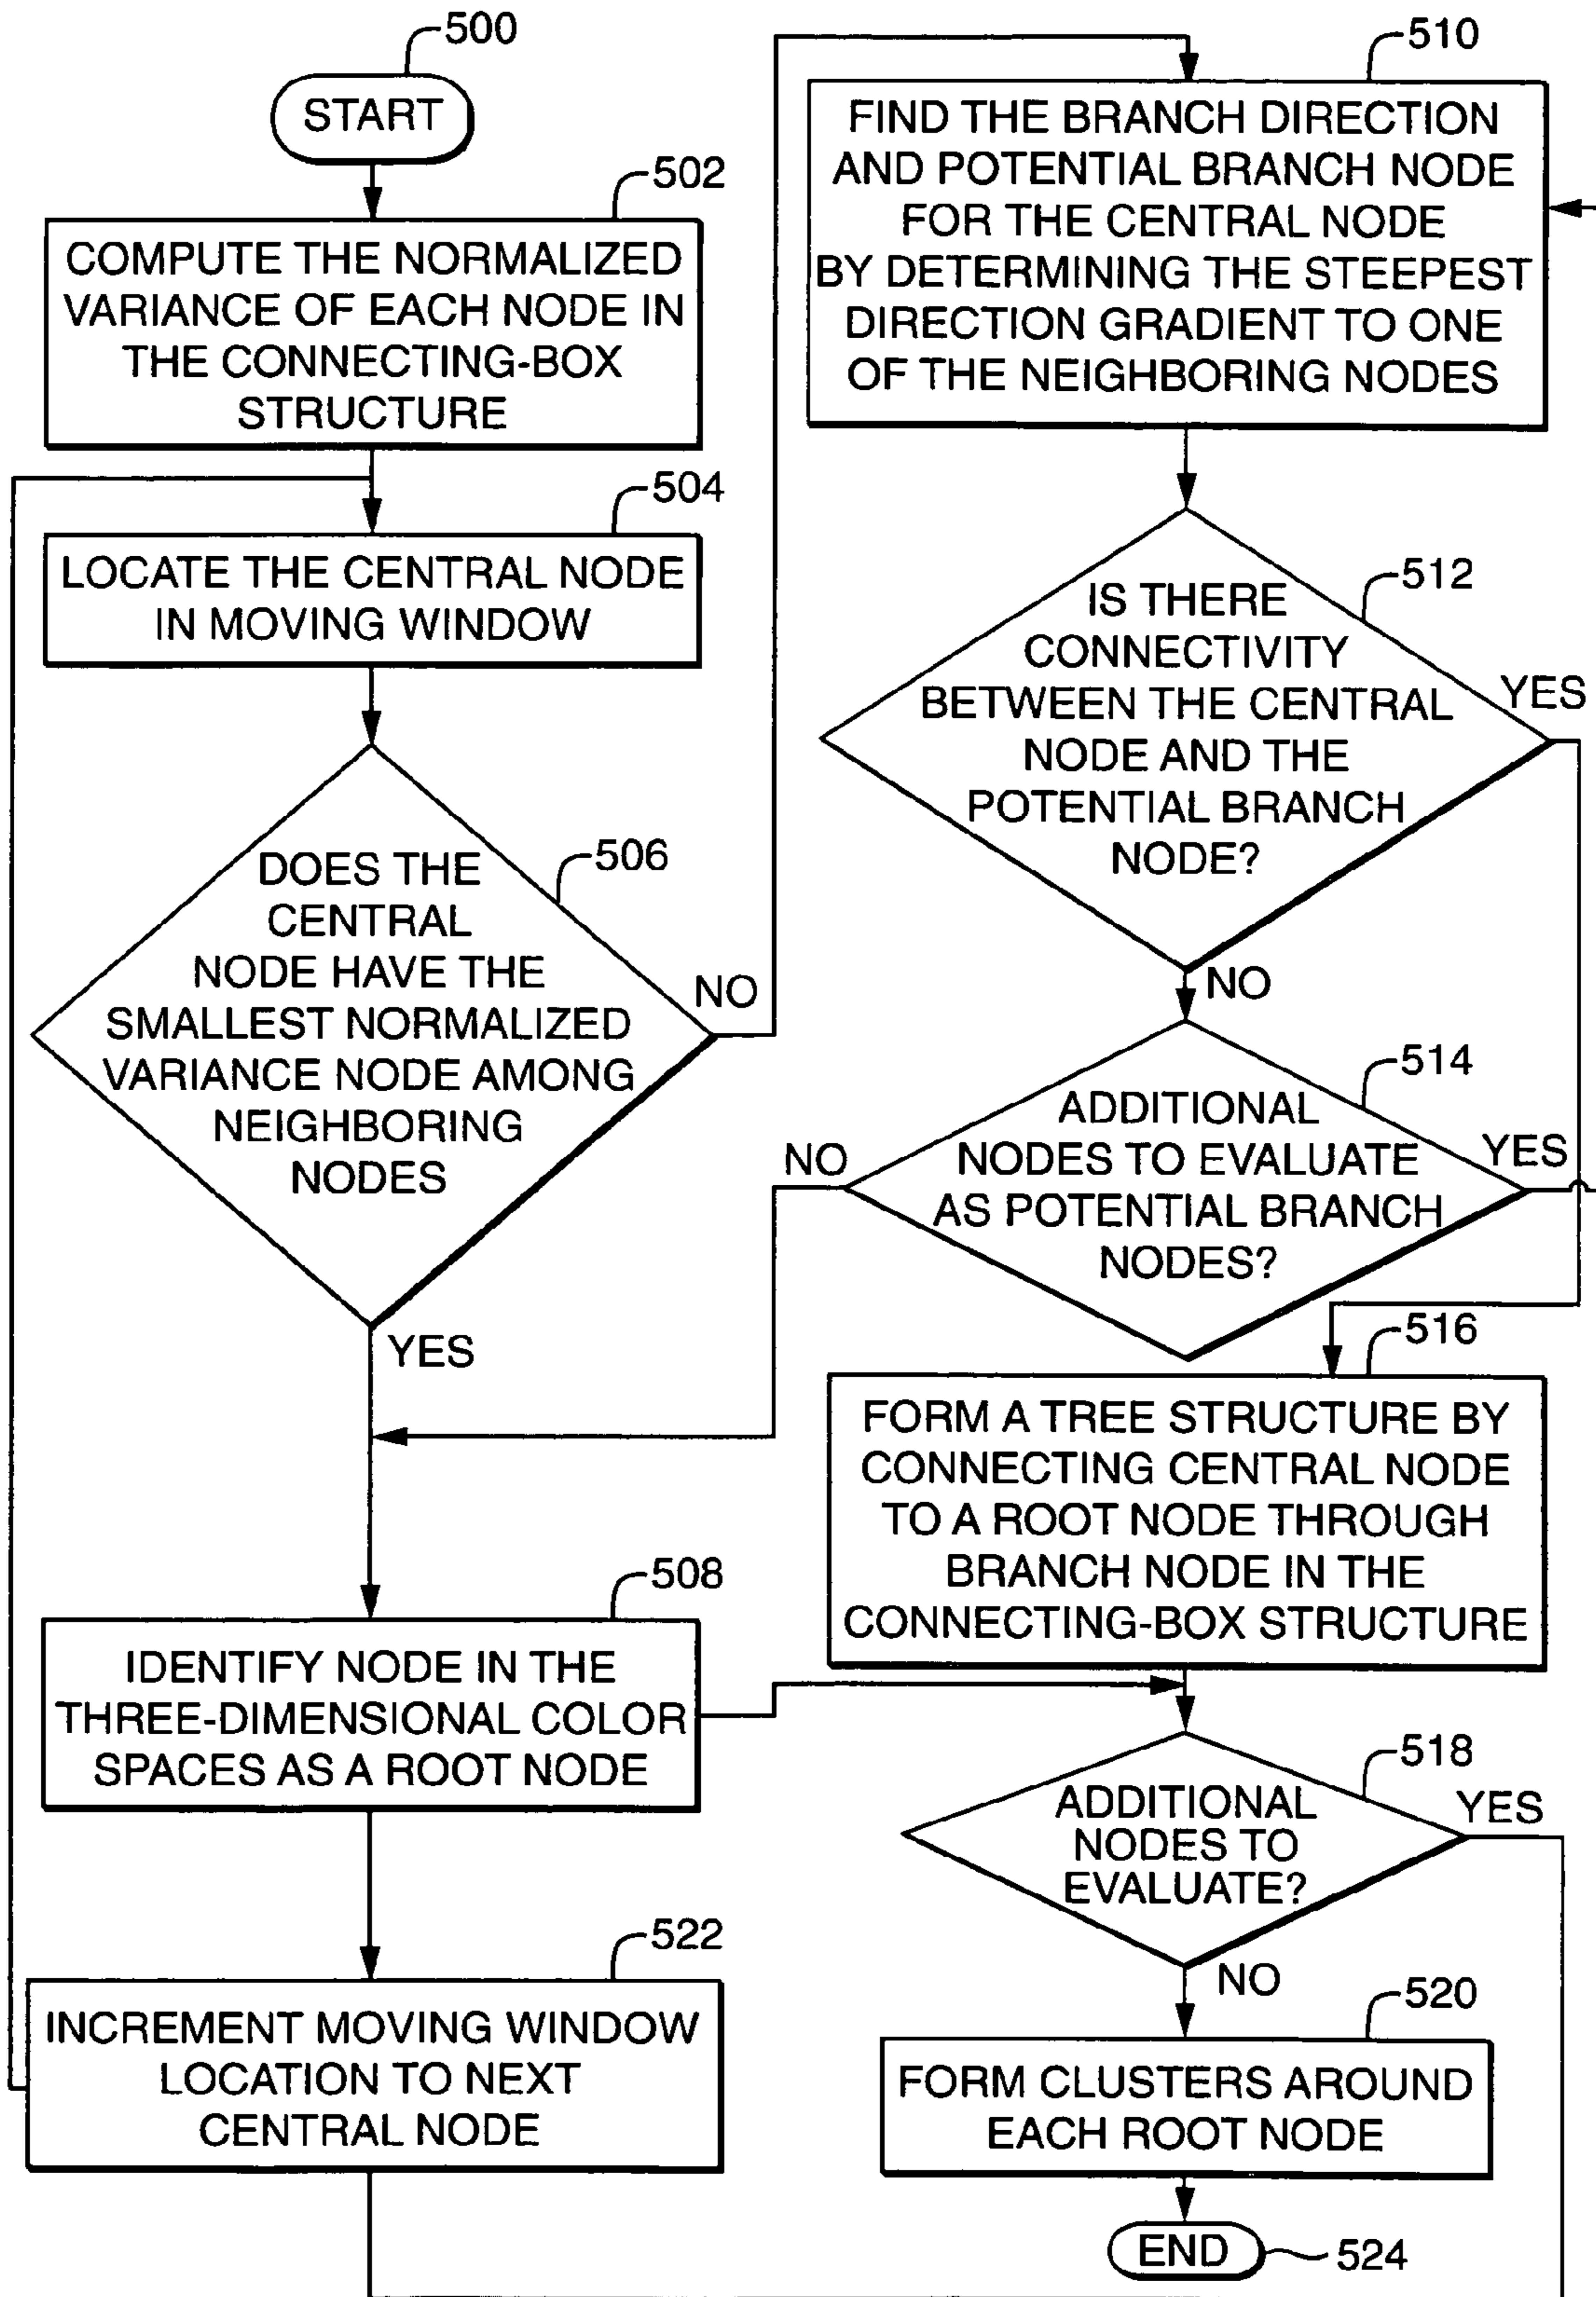 500
START
502
COMPUTE THE NORMALIZED
VARIANCE OF EACH NODE IN
THE CONNECTING-BOX
STRUCTURE
504
LOCATE THE CENTRAL NODE
IN MOVING WINDOW
506
DOES THE
CENTRAL
NODE HAVE THE
SMALLEST NORMALIZED
VARIANCE NODE AMONG
NEIGHBORING
NODES
NO
YES
508
IDENTIFY NODE IN THE
THREE-DIMENSIONAL COLOR
SPACES AS A ROOT NODE
522
INCREMENT MOVING WINDOW
LOCATION TO NEXT
CENTRAL NODE
510
FIND THE BRANCH DIRECTION
AND POTENTIAL BRANCH NODE
FOR THE CENTRAL NODE
BY DETERMINING THE STEEPEST
DIRECTION GRADIENT TO ONE
OF THE NEIGHBORING NODES
512
IS THERE
CONNECTIVITY
BETWEEN THE CENTRAL
NODE AND THE
POTENTIAL BRANCH
NODE?
YES
NO
514
ADDITIONAL
NODES TO EVALUATE
AS POTENTIAL BRANCH
NODES?
NO
YES
516
FORM A TREE STRUCTURE BY
CONNECTING CENTRAL NODE
TO A ROOT NODE THROUGH
BRANCH NODE IN THE
CONNECTING-BOX STRUCTURE
518
ADDITIONAL
NODES TO
EVALUATE?
YES
NO
520
FORM CLUSTERS AROUND
EACH ROOT NODE
END
524